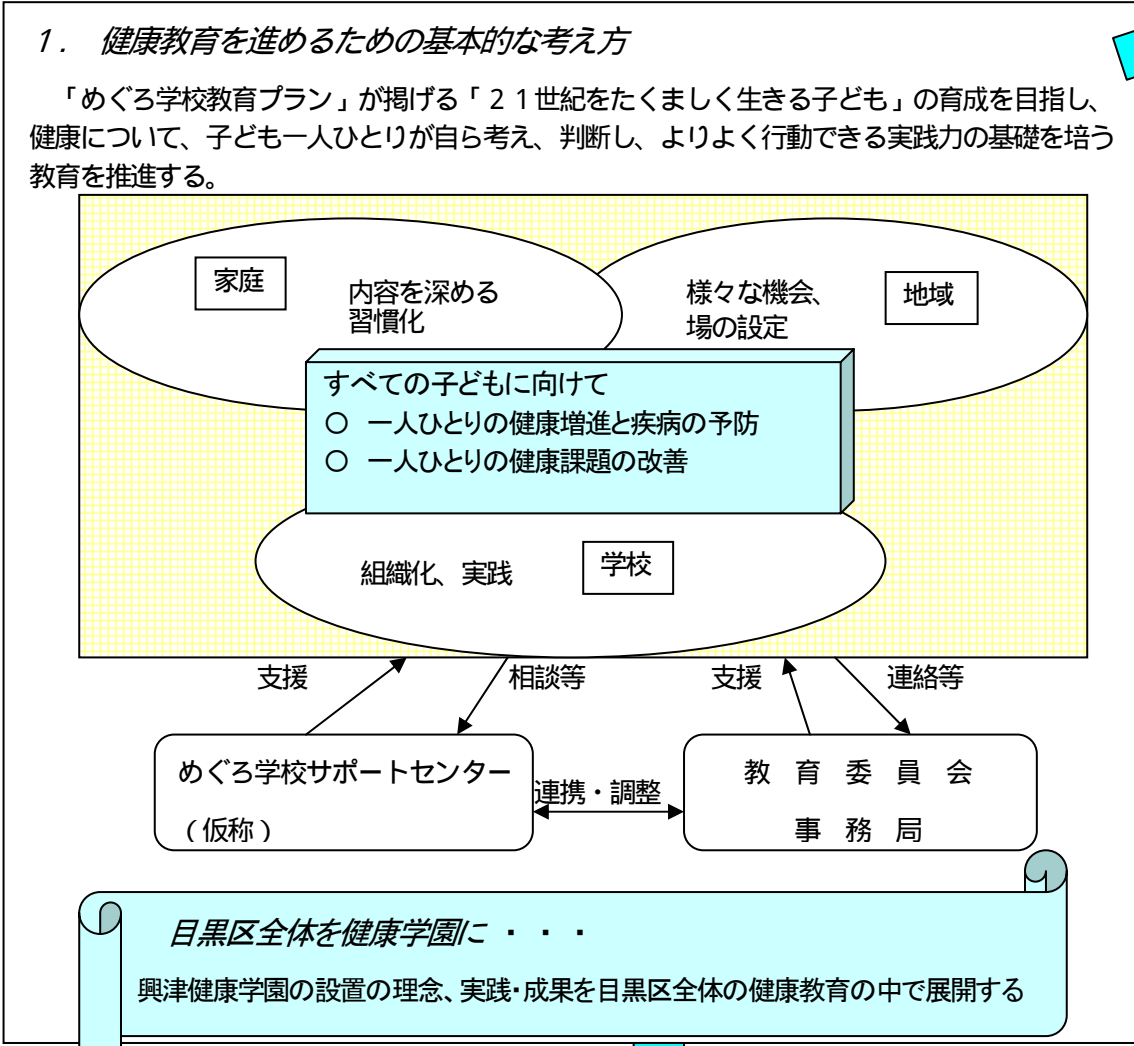 １． 健康教育を進めるための基本的な考え方
「めぐろ学校教育プラン」が掲げる「２１世紀をたくましく生きる子ども」の育成を目指し、
健康について、子ども一人ひとりが自ら考え、判断し、よりよく行動できる実践力の基礎を培う
教育を推進する。
家庭
内容を深める
習慣化
様々な機会、
場の設定
地域
すべての子どもに向けて
○ 一人ひとりの健康増進と疾病の予防
○ 一人ひとりの健康課題の改善
組織化、実践
学校
支援
相談等
支援
連絡等
めぐろ学校サポートセンター
（仮称）
連携・調整
教 育 委 員 会
事 務 局
目黒区全体を健康学園に・・・
興津健康学園の設置の理念、実践・成果を目黒区全体の健康教育の中で展開する